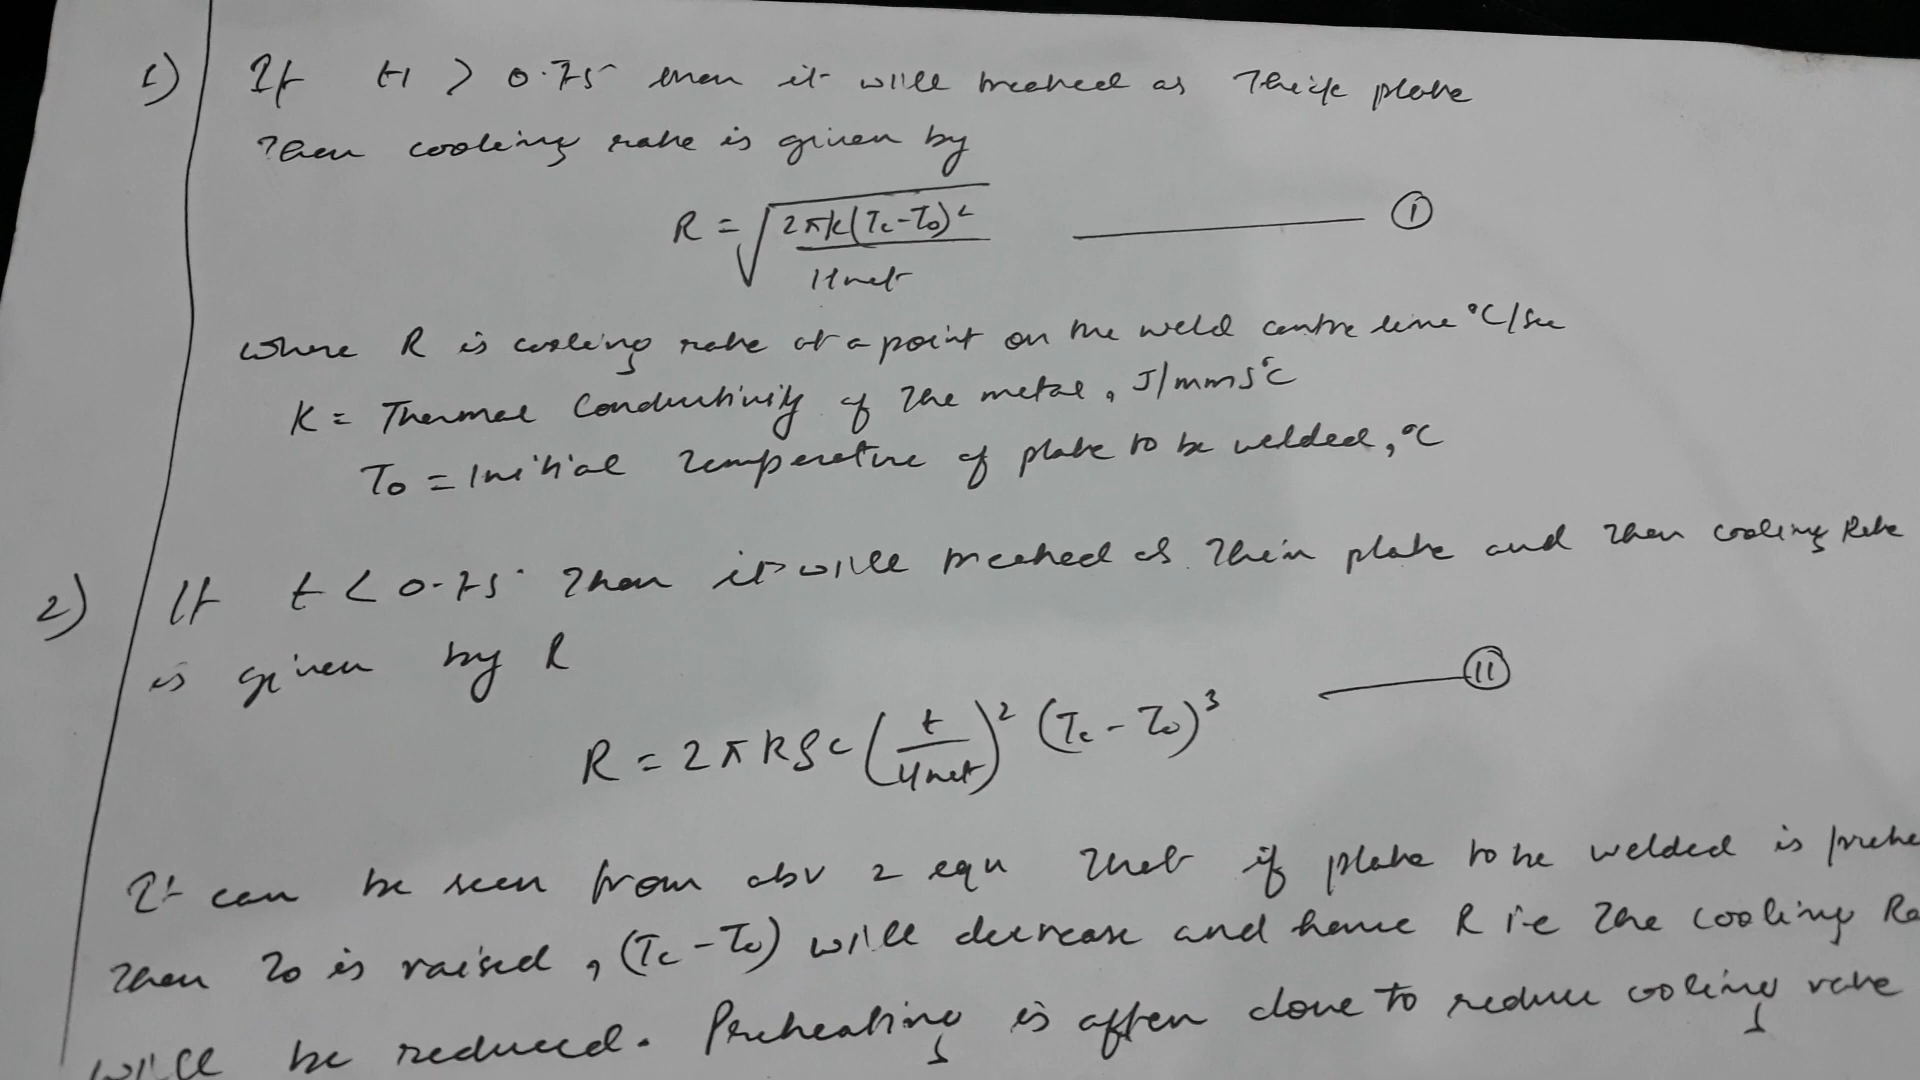 1) If t1 > 0.75 then it will treated as Thick plate
Then cooling rate is given by
R = √(2πk(Tc-To)² / Hnet) ——— (I)
where R is cooling rate at a point on the weld centre line °C/sec
K = Thermal Conductivity of the metal, J/mms°C
To = Initial temperature of plate to be welded, °C
2) If t < 0.75 then it will treated as thin plate and then cooling Rate
is given by R
R = 2πkρc (t/Hnet)² (Tc - To)³ ——— (II)
It can be seen from abv 2 equ that if plate to be welded is prehe
then To is raised, (Tc - To) will decrease and hence R i-e the cooling Ra
will be reduced. Preheating is often done to reduce cooling rate